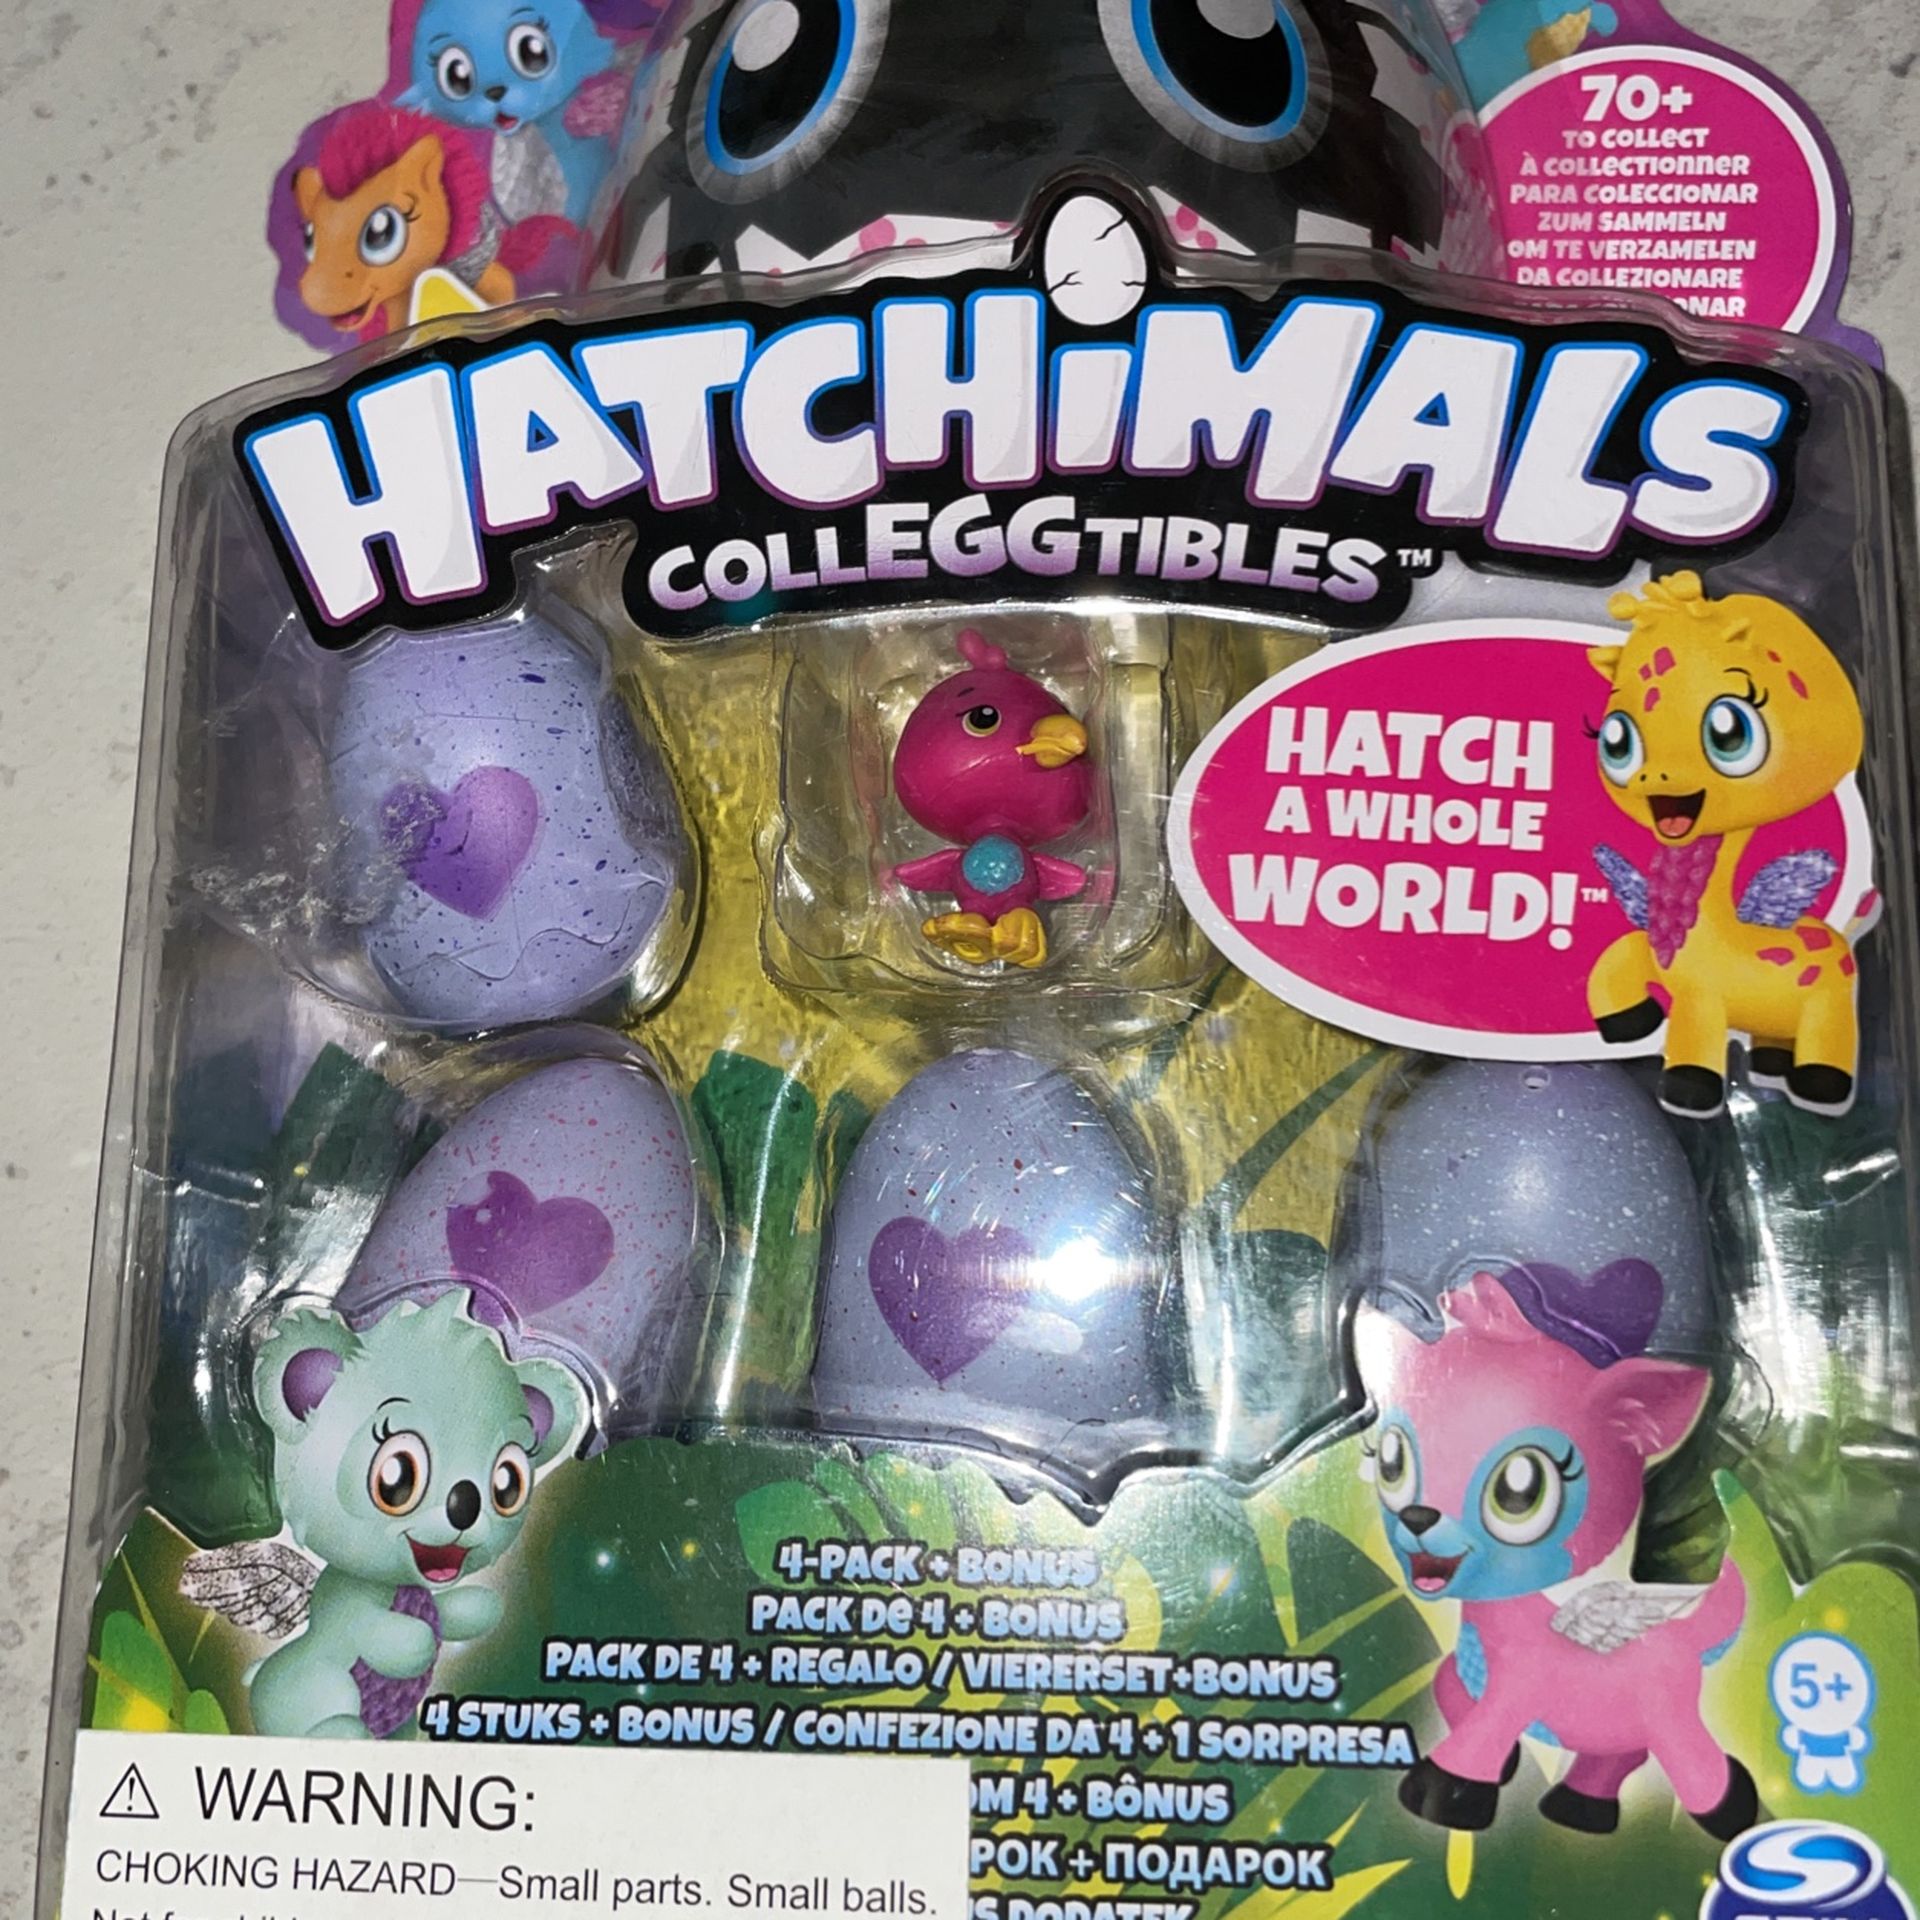 70+
TO COLLECT
À COLLECTIONNER
PARA COLECCIONAR
ZUM SAMMELN
OM TE VERZAMELEN
DA COLLEZIONARE
HATCHiMALS
COLLEGGTIBLES™
HATCH
A WHOLE
WORLD!™
4-PACK + BONUS
PACK De 4 + BONUS
PACK DE 4 + REGALO / VIERERSET+BONUS
4 STUKS + BONUS / CONFEZIONE DA 4 + 1 SORPRESA
4 + BÔNUS
+ ПОДАРОК
DODATEK
5+
⚠ WARNING:
CHOKING HAZARD—Small parts. Small balls.